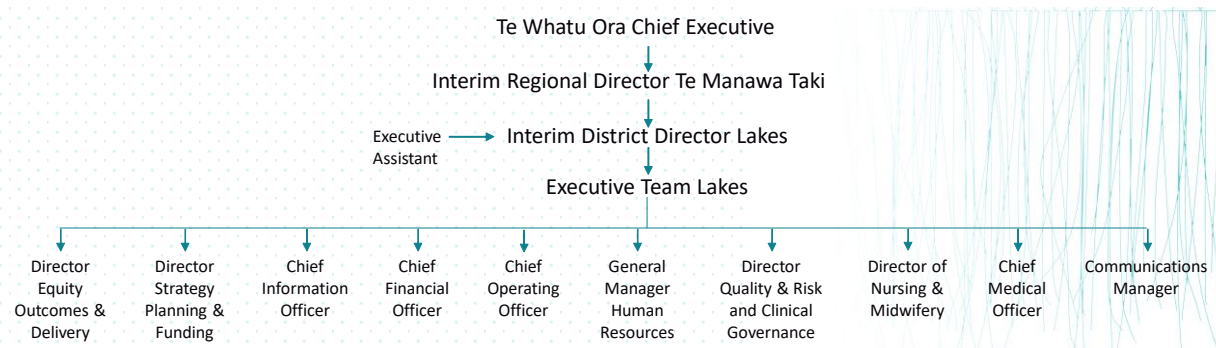 Te Whatu Ora Chief Executive
Interim Regional Director Te Manawa Taki
Executive
Assistant
Interim District Director Lakes
Executive Team Lakes
Director
Equity
Outcomes &
Delivery
Director
Strategy
Planning &
Funding
Chief
Information
Officer
Chief
Financial
Officer
Chief
Operating
Officer
General
Manager
Human
Resources
Director
Quality & Risk
and Clinical
Governance
Director of
Nursing &
Midwifery
Chief
Medical
Officer
Communications
Manager